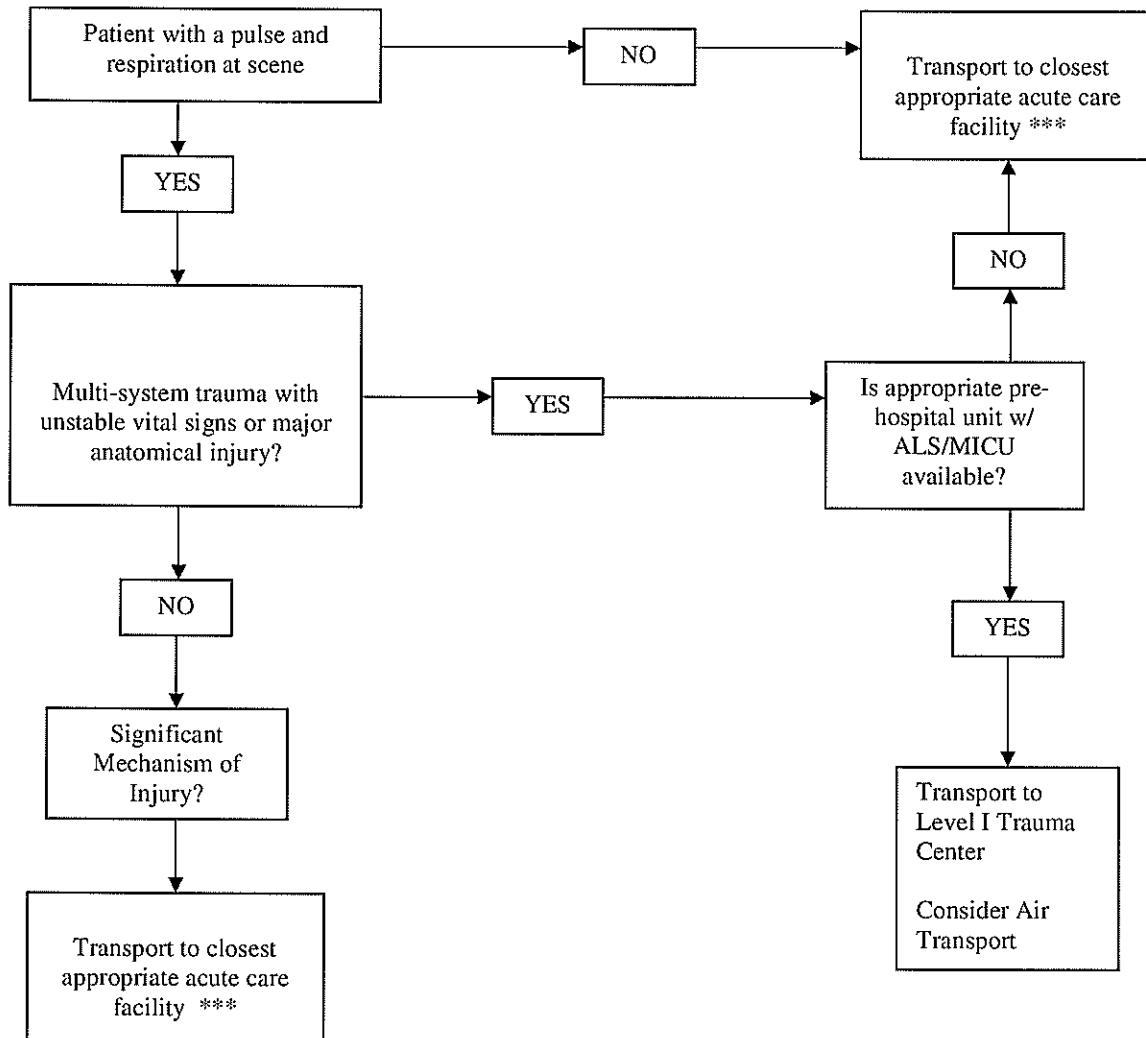 Patient with a pulse and
respiration at scene
NO
Transport to closest
appropriate acute care
facility ***
YES
NO
Multi-system trauma with
unstable vital signs or major
anatomical injury?
YES
Is appropriate pre-
hospital unit w/
ALS/MICU
available?
NO
YES
Significant
Mechanism of
Injury?
Transport to
Level I Trauma
Center
Consider Air
Transport
Transport to closest
appropriate acute care
facility ***